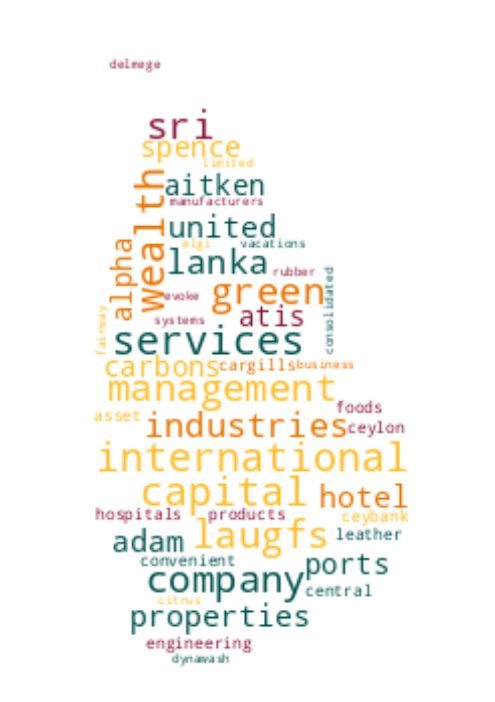 delmege
sri
spence
limited
wealth
aitken
manufacturers
united
elgi vacations
alpha
lanka rubber
consolidated
evoke green
fairway
systems atis
services
carbons cargills business
management
asset foods
industries ceylon
international
capital hotel
hospitals products ceybank
adam laugfs leather
convenient ports
company central
citrus
properties
engineering
dynawash